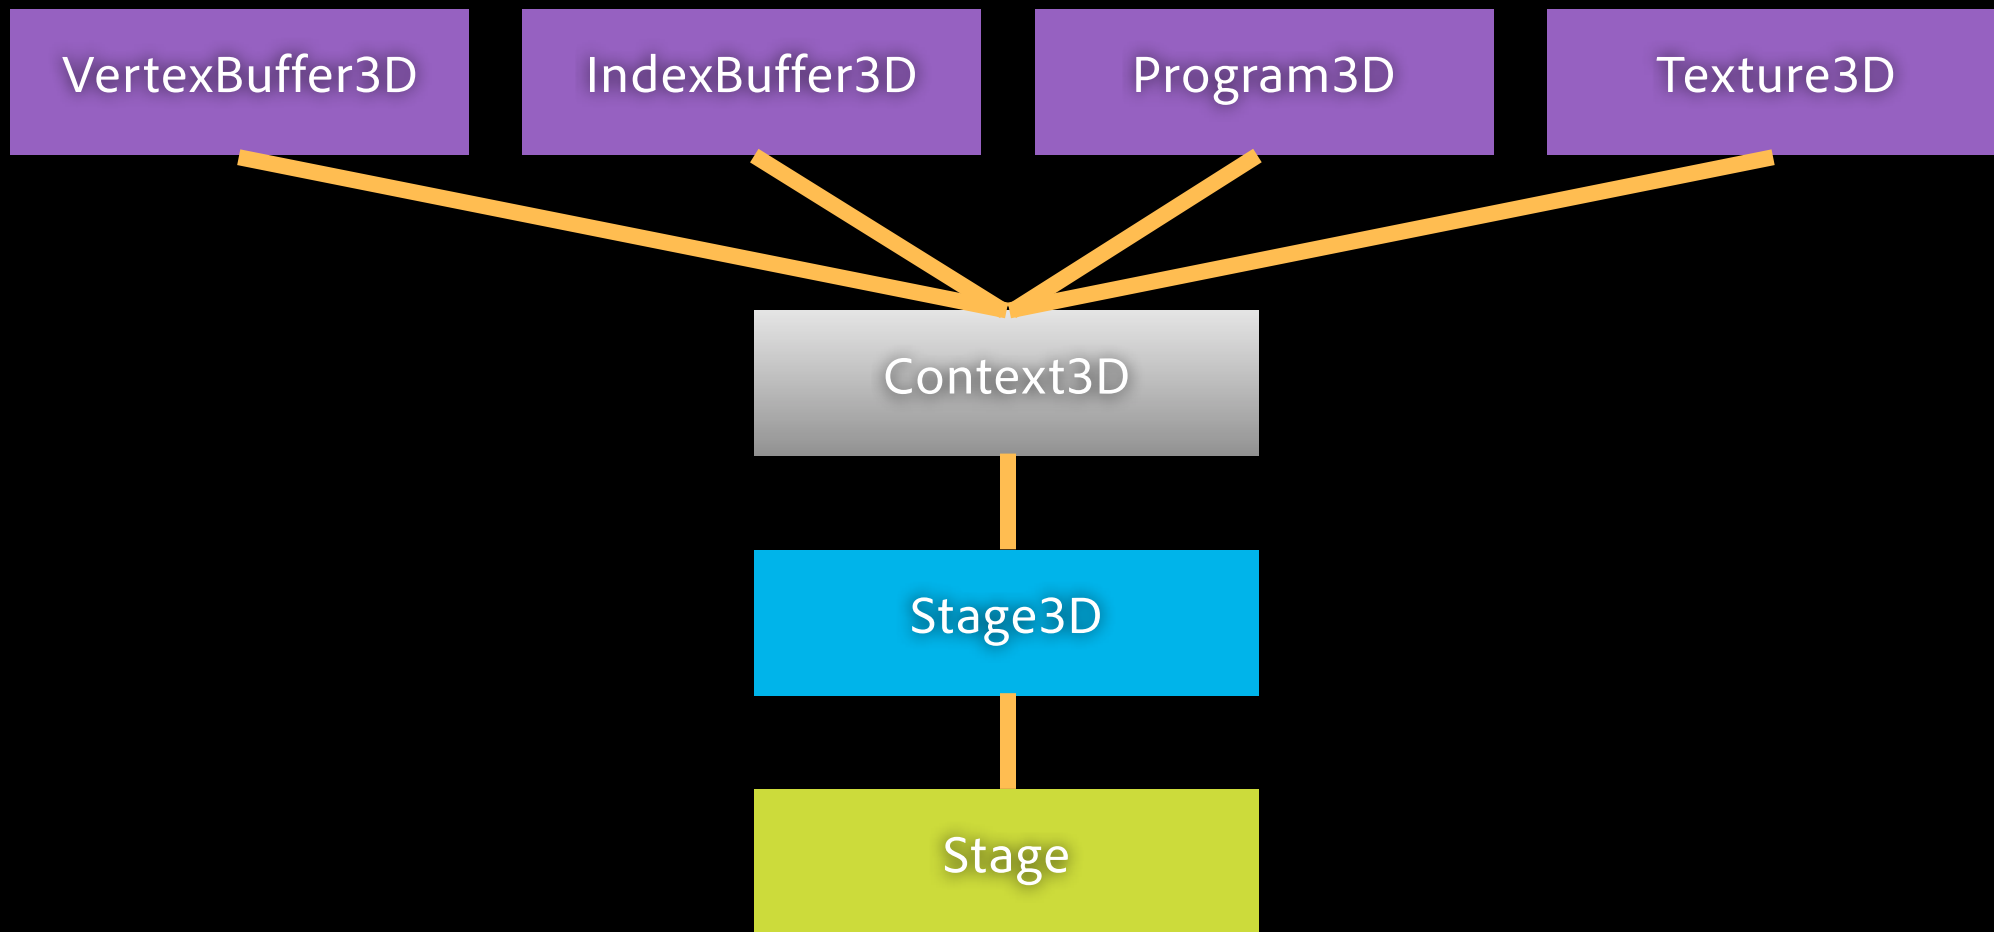 VertexBuffer3D
IndexBuffer3D
Program3D
Texture3D
Context3D
Stage3D
Stage